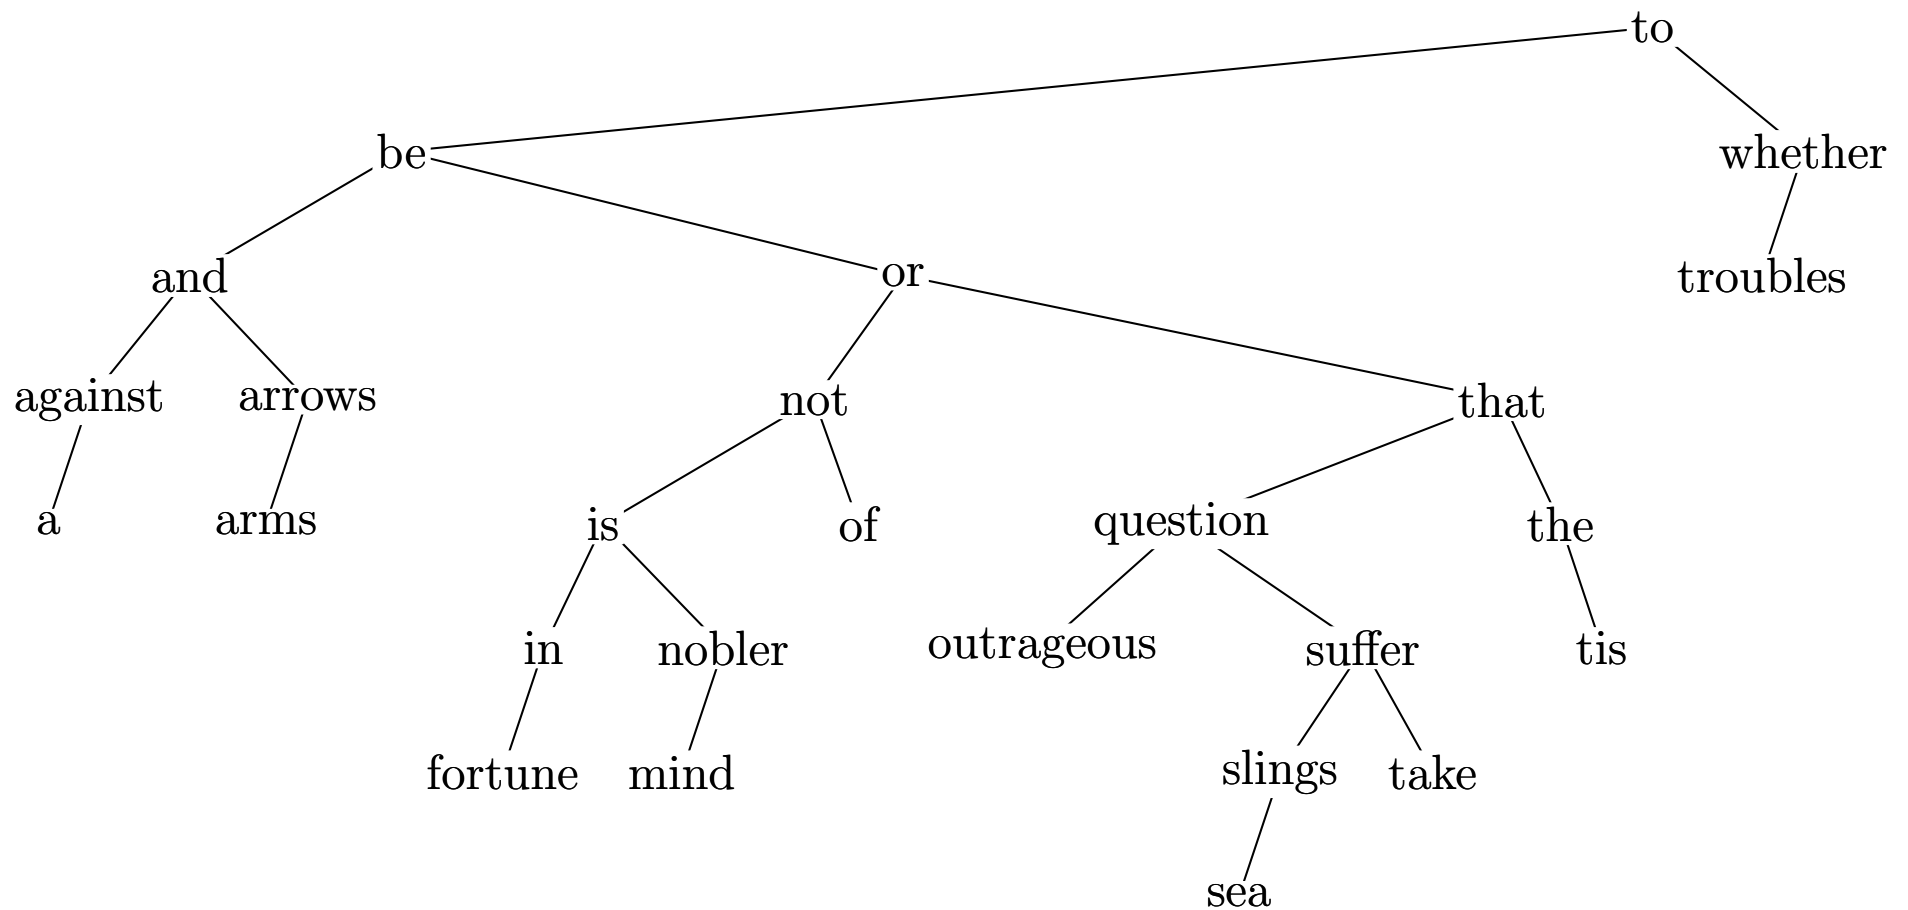 to
be whether
and or troubles
against arrows not that
a arms is of question the
in nobler outrageous suffer tis
fortune mind slings take
sea